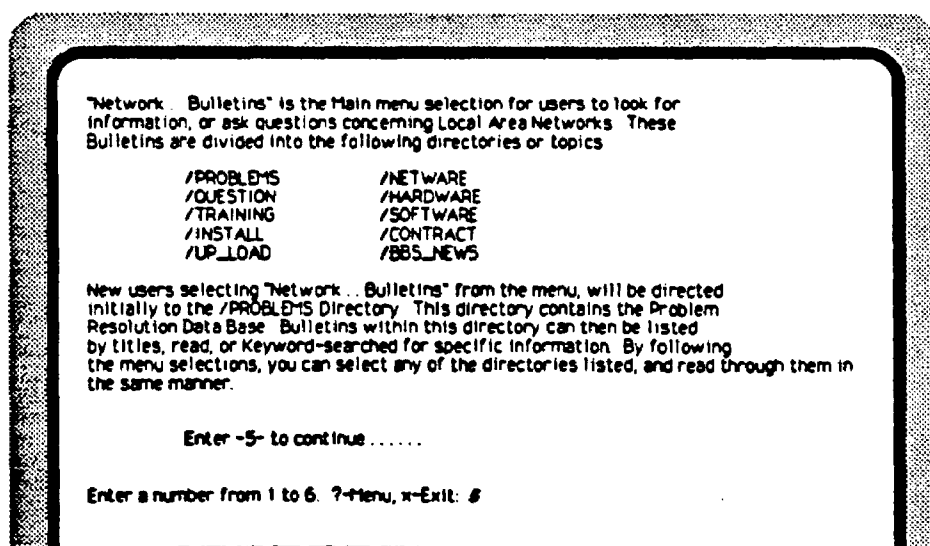 "Network . Bulletins" is the Main menu selection for users to look for
information, or ask questions concerning Local Area Networks These
Bulletins are divided into the following directories or topics
/PROBLEMS /NETWARE
/QUESTION /HARDWARE
/TRAINING /SOFTWARE
/INSTALL /CONTRACT
/UP_LOAD /BBS_NEWS
New users selecting "Network . . Bulletins" from the menu, will be directed
initially to the /PROBLEMS Directory This directory contains the Problem
Resolution Data Base Bulletins within this directory can then be listed
by titles, read, or Keyword-searched for specific information. By following
the menu selections, you can select any of the directories listed, and read through them in
the same manner.
Enter -5- to continue . . . . . .
Enter a number from 1 to 6. ?-Menu, x-Exit: